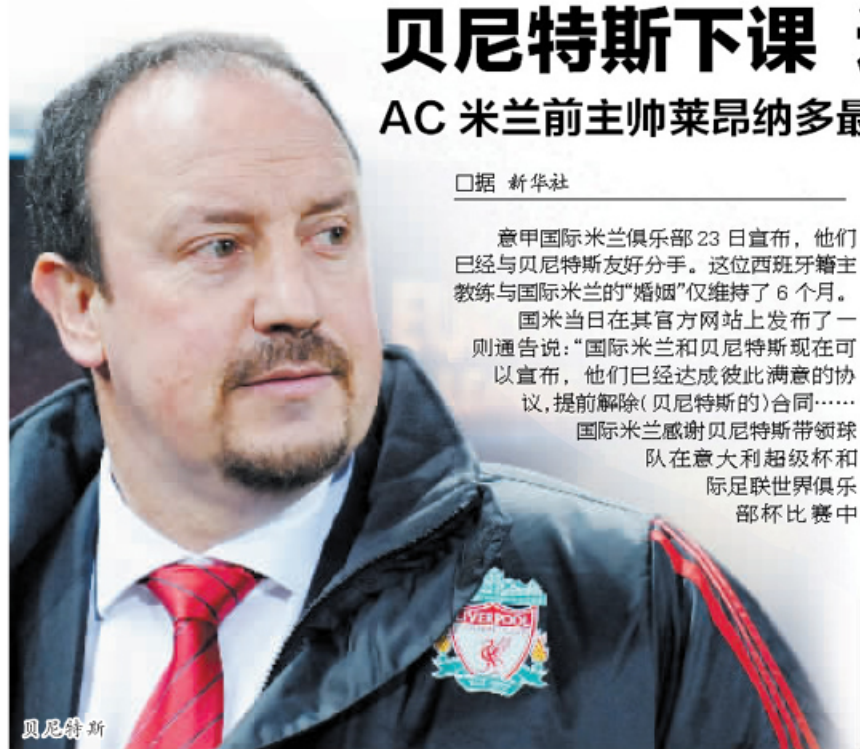 贝尼特斯下课
AC 米兰前主帅莱昂纳多最
□据 新华社
意甲国际米兰俱乐部 23 日宣布，他们
已经与贝尼特斯友好分手。这位西班牙籍主
教练与国际米兰的“婚姻”仅维持了 6 个月。
国米当日在其官方网站上发布了一
则通告说：“国际米兰和贝尼特斯现在可
以宣布，他们已经达成彼此满意的协
议，提前解除（贝尼特斯的）合同……
国际米兰感谢贝尼特斯带领球
队在意大利超级杯和
际足联世界俱乐
部杯比赛中
LIVERPOOL
贝尼特斯